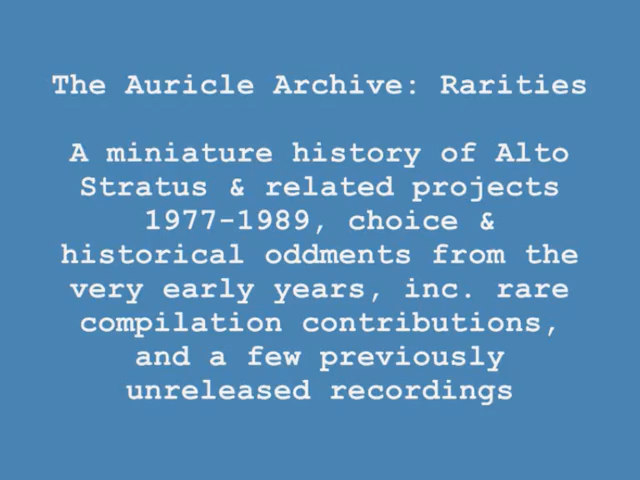 The Auricle Archive: Rarities
A miniature history of Alto
Stratus & related projects
1977-1989, choice &
historical oddments from the
very early years, inc. rare
compilation contributions,
and a few previously
unreleased recordings